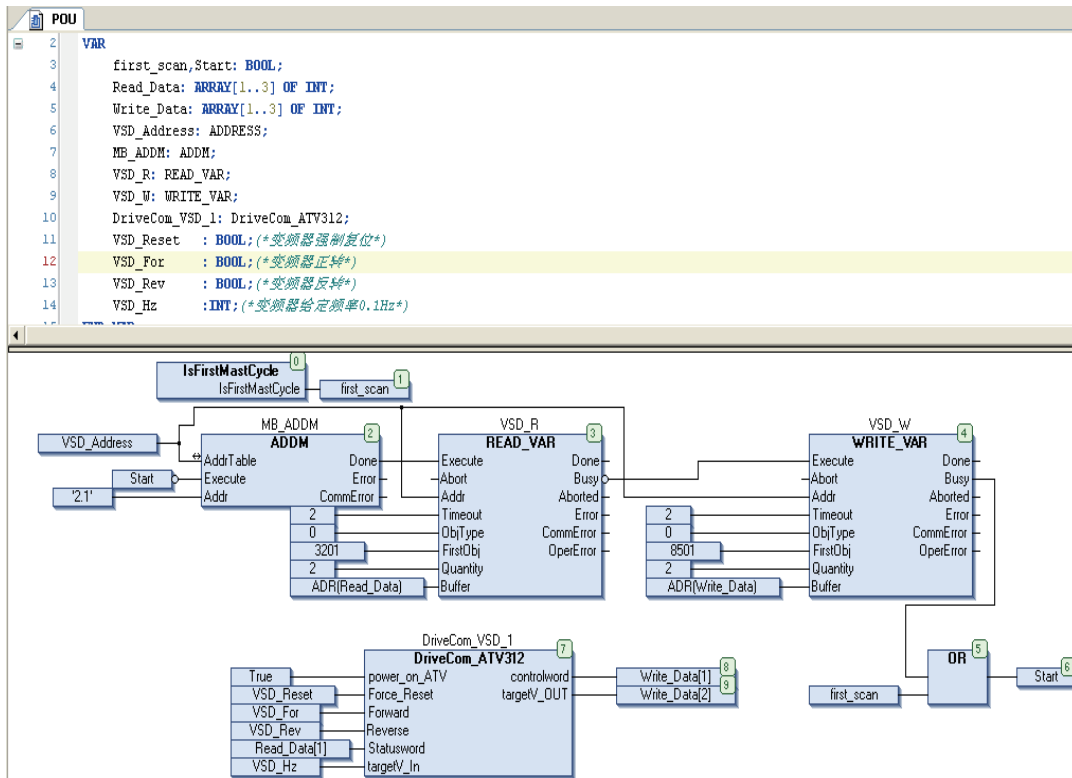 POU
2 VAR
3 first_scan,Start: BOOL;
4 Read_Data: ARRAY[1..3] OF INT;
5 Write_Data: ARRAY[1..3] OF INT;
6 VSD_Address: ADDRESS;
7 MB_ADDM: ADDM;
8 VSD_R: READ_VAR;
9 VSD_W: WRITE_VAR;
10 DriveCom_VSD_1: DriveCom_ATV312;
11 VSD_Reset : BOOL;(*变频器强制复位*)
12 VSD_For : BOOL;(*变频器正转*)
13 VSD_Rev : BOOL;(*变频器反转*)
14 VSD_Hz :INT;(*变频器给定频率0.1Hz*)
0
IsFirstMastCycle
IsFirstMastCycle
1
first_scan
VSD_Address
Start
'2.1'
MB_ADDM
ADDM
2
AddrTable Done
Execute Error
Addr CommError
VSD_R
READ_VAR
3
Execute Done
Abort Busy
Addr Aborted
2 Timeout Error
0 ObjType CommError
3201 FirstObj OperError
2 Quantity
ADR(Read_Data) Buffer
VSD_W
WRITE_VAR
4
Execute Done
Abort Busy
Addr Aborted
2 Timeout Error
0 ObjType CommError
8501 FirstObj OperError
2 Quantity
ADR(Write_Data) Buffer
DriveCom_VSD_1
DriveCom_ATV312
7
True power_on_ATV controlword Write_Data[1] 8
VSD_Reset Force_Reset targetV_OUT Write_Data[2] 9
VSD_For Forward
VSD_Rev Reverse
Read_Data[1] Statusword
VSD_Hz targetV_In
OR
5
first_scan
Start
6